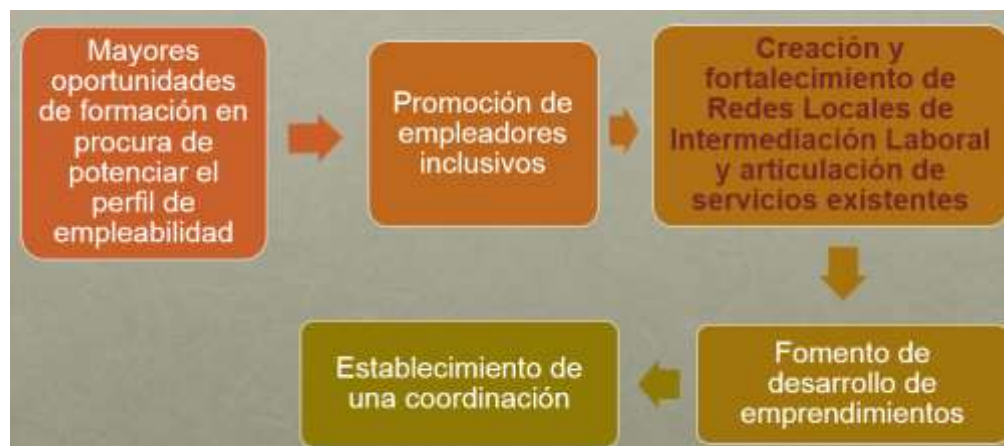 Mayores
oportunidades
de formación en
procura de
potenciar el
perfil de
empleabilidad
Promoción de
empleadores
inclusivos
Creación y
fortalecimiento de
Redes Locales de
Intermediación Laboral
y articulación de
servicios existentes
Fomento de
desarrollo de
emprendimientos
Establecimiento de
una coordinación